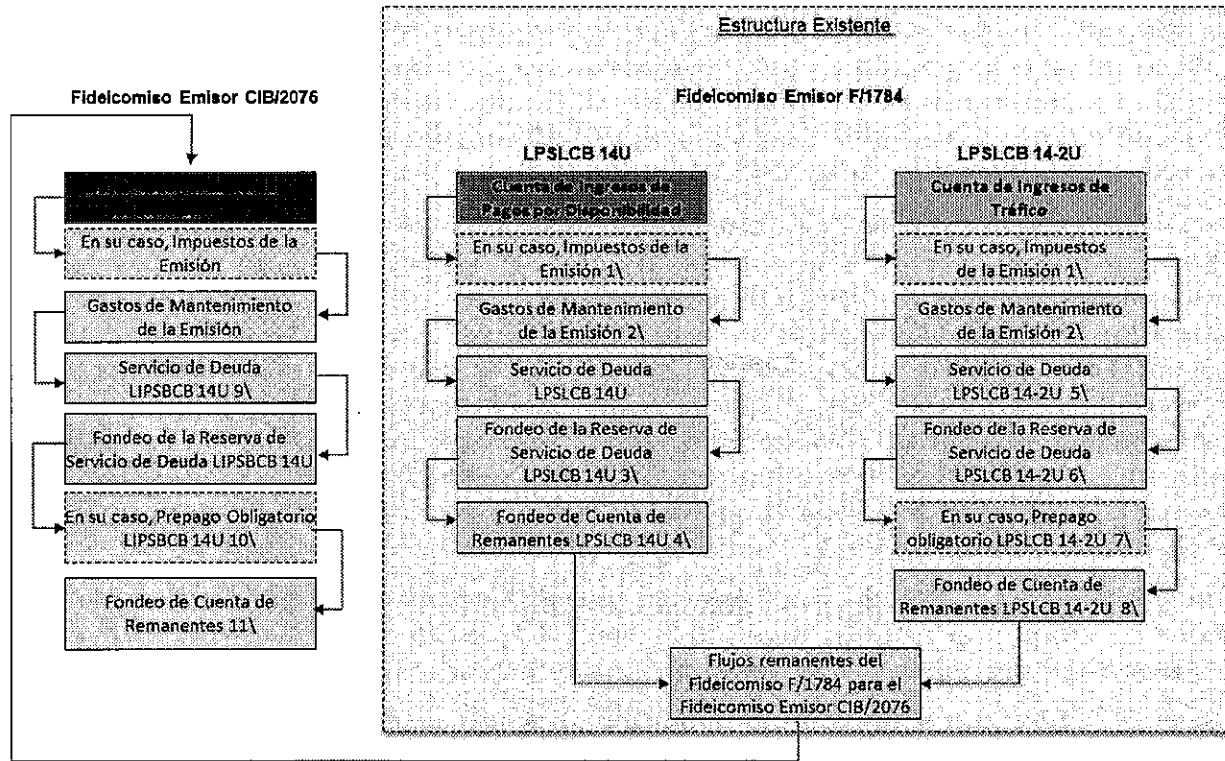 Estructura Existente
Fideicomiso Emisor CIB/2076
Fideicomiso Emisor F/1784
LPSLCB 14U
LPSLCB 14-2U
En su caso, Impuestos de la
Emisión
Gastos de Mantenimiento
de la Emisión
Servicio de Deuda
LIPSBCB 14U 9\
Fondeo de la Reserva de
Servicio de Deuda LIPSBCB 14U
En su caso, Prepago Obligatorio
LIPSBCB 14U 10\
Fondeo de Cuenta de
Remanentes 11\
Cuenta de Ingresos de
Pagos por Disponibilidad
En su caso, Impuestos de la
Emisión 1\
Gastos de Mantenimiento
de la Emisión 2\
Servicio de Deuda
LPSLCB 14U
Fondeo de la Reserva de
Servicio de Deuda
LPSLCB 14U 3\
Fondeo de Cuenta de
Remanentes LPSLCB 14U 4\
Cuenta de Ingresos de
Tráfico
En su caso, Impuestos
de la Emisión 1\
Gastos de Mantenimiento
de la Emisión 2\
Servicio de Deuda
LPSLCB 14-2U 5\
Fondeo de la Reserva de
Servicio de Deuda
LPSLCB 14-2U 6\
En su caso, Prepago
obligatorio LPSLCB 14-2U 7\
Fondeo de Cuenta de
Remanentes LPSLCB 14-2U 8\
Flujos remanentes del
Fideicomiso F/1784 para el
Fideicomiso Emisor CIB/2076